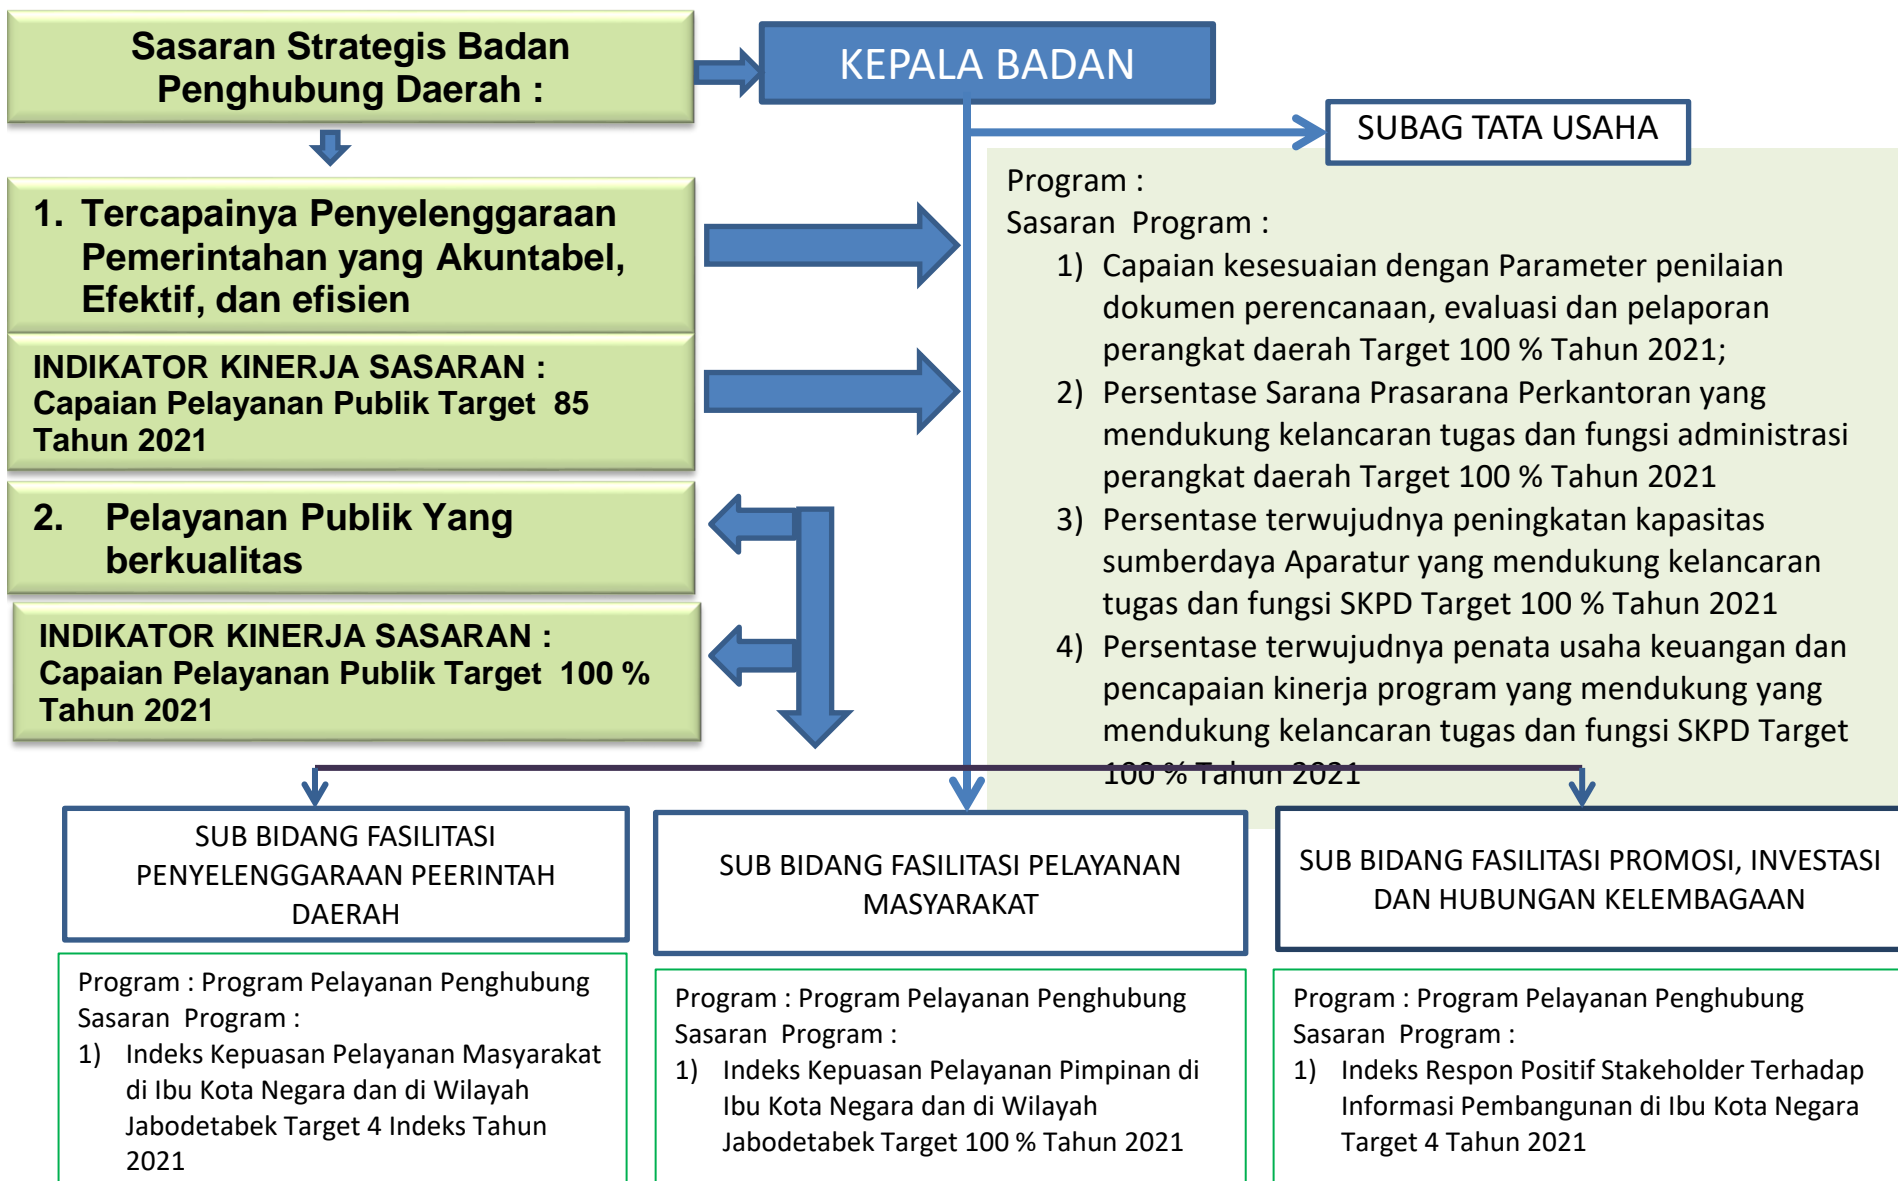 Sasaran Strategis Badan
Penghubung Daerah :
KEPALA BADAN
SUBAG TATA USAHA
1. Tercapainya Penyelenggaraan
Pemerintahan yang Akuntabel,
Efektif, dan efisien
INDIKATOR KINERJA SASARAN :
Capaian Pelayanan Publik Target 85
Tahun 2021
2. Pelayanan Publik Yang
berkualitas
INDIKATOR KINERJA SASARAN :
Capaian Pelayanan Publik Target 100 %
Tahun 2021
Program :
Sasaran Program :
1) Capaian kesesuaian dengan Parameter penilaian
dokumen perencanaan, evaluasi dan pelaporan
perangkat daerah Target 100 % Tahun 2021;
2) Persentase Sarana Prasarana Perkantoran yang
mendukung kelancaran tugas dan fungsi administrasi
perangkat daerah Target 100 % Tahun 2021
3) Persentase terwujudnya peningkatan kapasitas
sumberdaya Aparatur yang mendukung kelancaran
tugas dan fungsi SKPD Target 100 % Tahun 2021
4) Persentase terwujudnya penata usaha keuangan dan
pencapaian kinerja program yang mendukung yang
mendukung kelancaran tugas dan fungsi SKPD Target
100 % Tahun 2021
SUB BIDANG FASILITASI
PENYELENGGARAAN PEERINTAH
DAERAH
Program : Program Pelayanan Penghubung
Sasaran Program :
1) Indeks Kepuasan Pelayanan Masyarakat
di Ibu Kota Negara dan di Wilayah
Jabodetabek Target 4 Indeks Tahun
2021
SUB BIDANG FASILITASI PELAYANAN
MASYARAKAT
Program : Program Pelayanan Penghubung
Sasaran Program :
1) Indeks Kepuasan Pelayanan Pimpinan di
Ibu Kota Negara dan di Wilayah
Jabodetabek Target 100 % Tahun 2021
SUB BIDANG FASILITASI PROMOSI, INVESTASI
DAN HUBUNGAN KELEMBAGAAN
Program : Program Pelayanan Penghubung
Sasaran Program :
1) Indeks Respon Positif Stakeholder Terhadap
Informasi Pembangunan di Ibu Kota Negara
Target 4 Tahun 2021